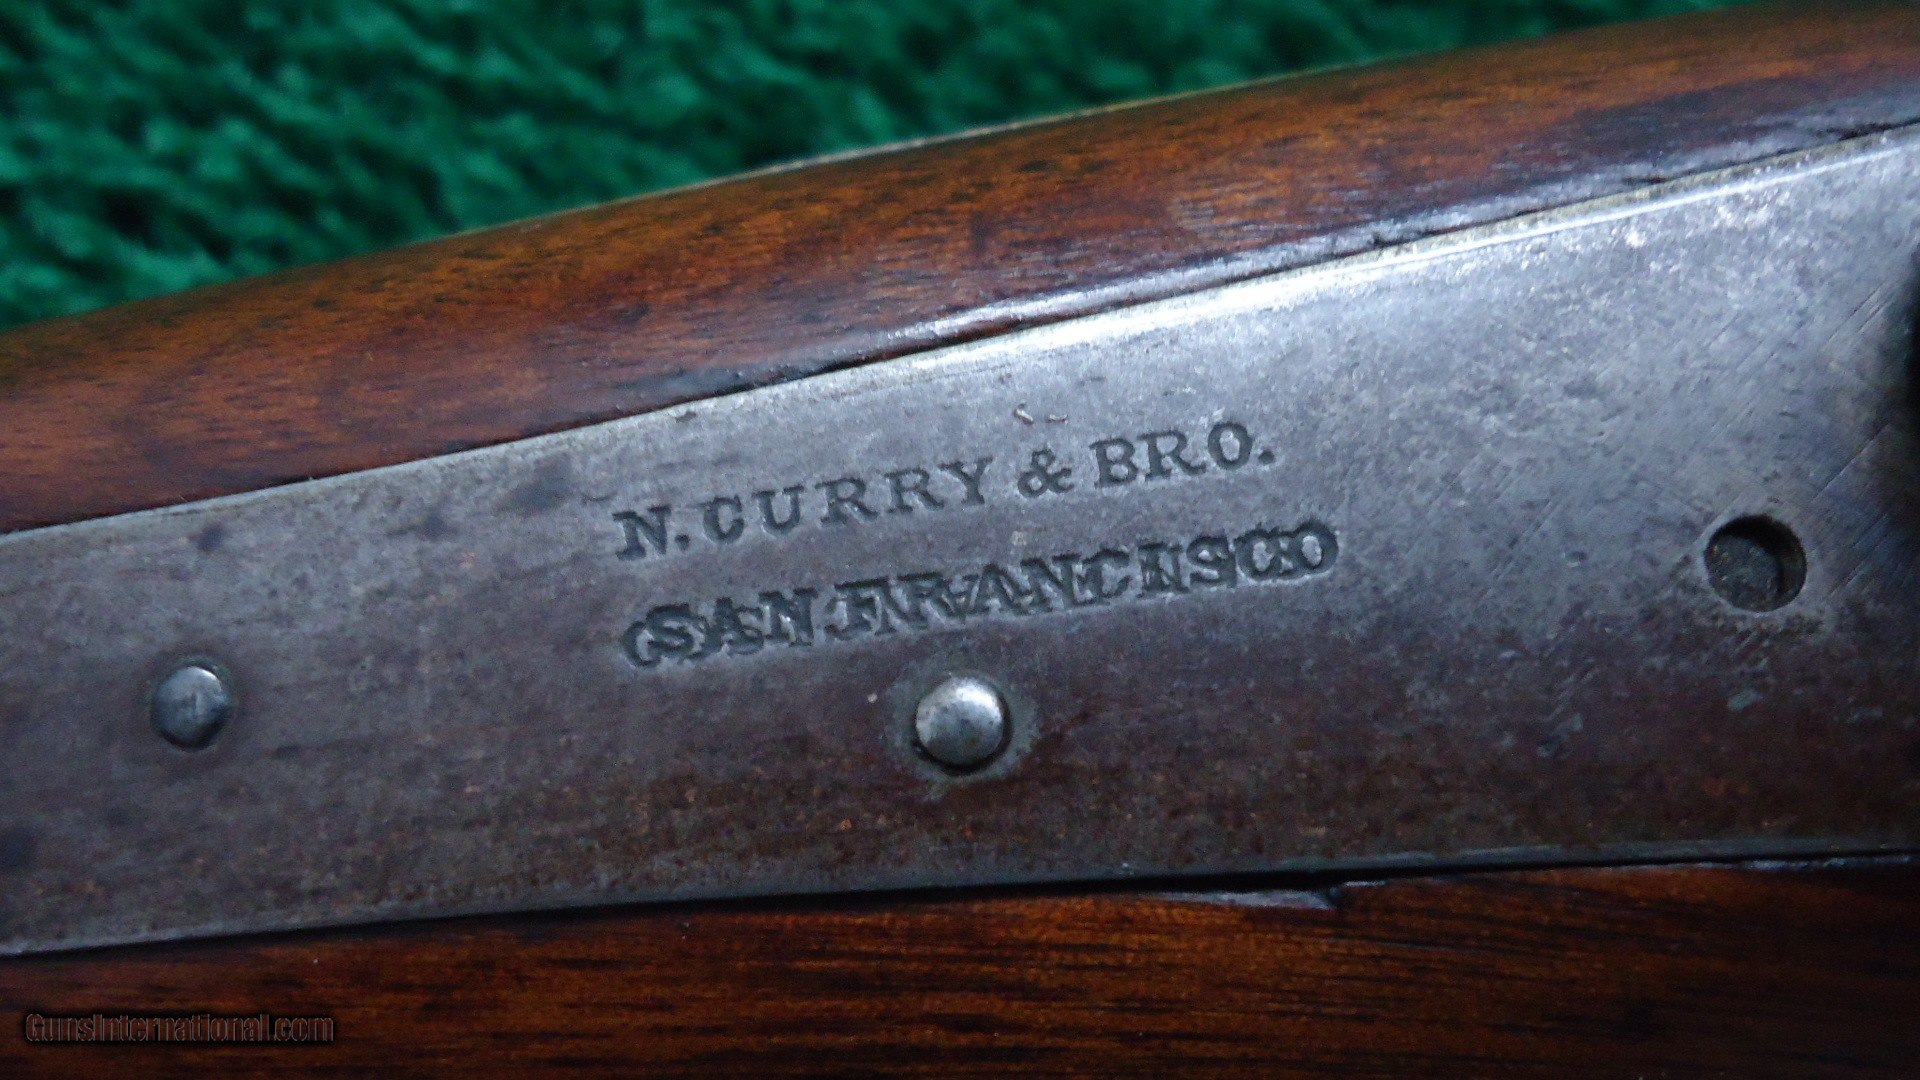 N. CURRY & BRO.
SAN FRANCISCO
GunsInternational.com